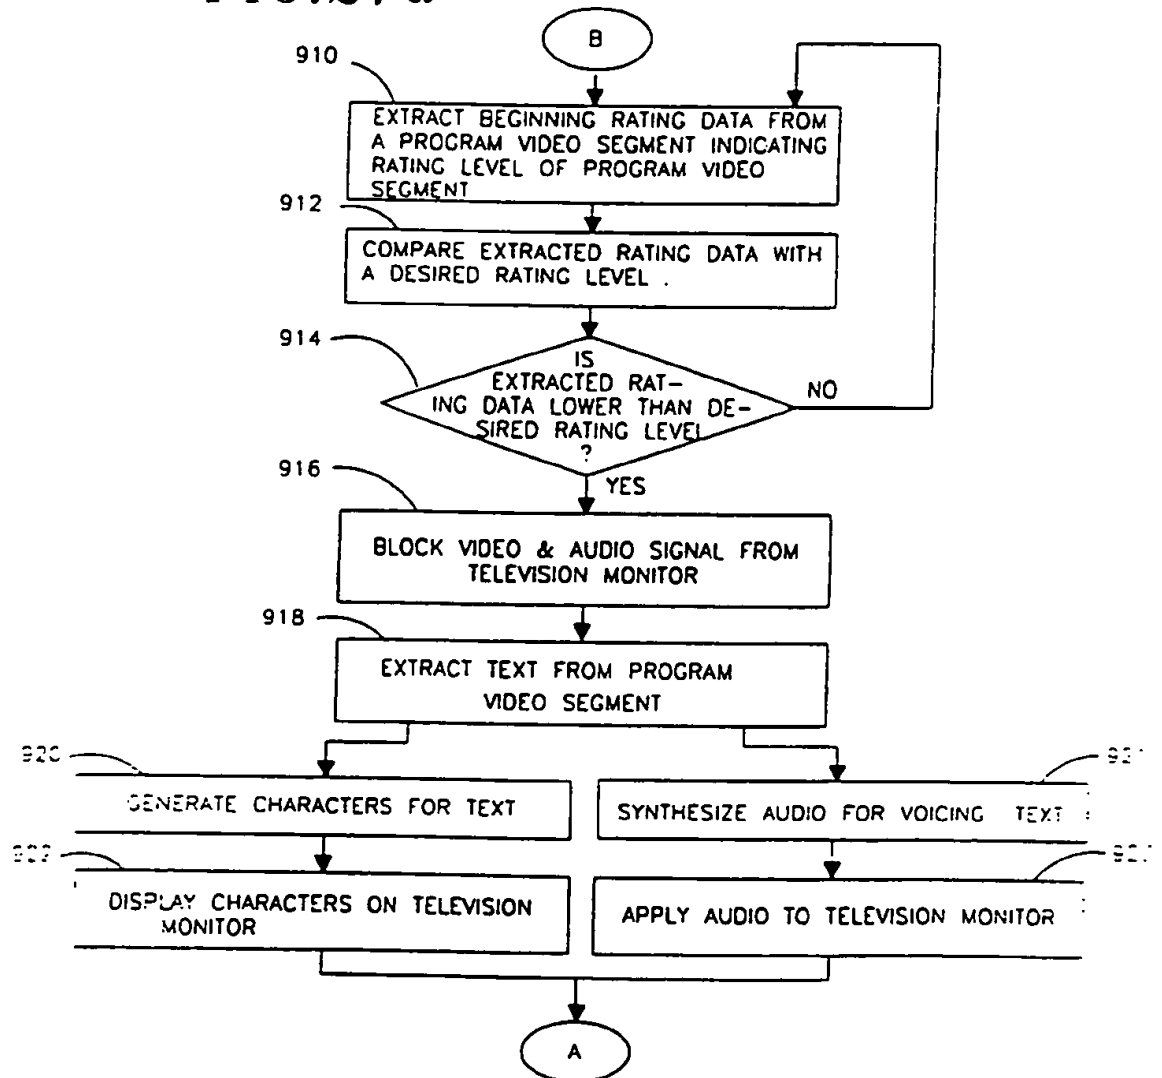 B
910
EXTRACT BEGINNING RATING DATA FROM
A PROGRAM VIDEO SEGMENT INDICATING
RATING LEVEL OF PROGRAM VIDEO
SEGMENT
912
COMPARE EXTRACTED RATING DATA WITH
A DESIRED RATING LEVEL .
914
IS
EXTRACTED RAT-
ING DATA LOWER THAN DE-
SIRED RATING LEVEL
?
NO
YES
916
BLOCK VIDEO & AUDIO SIGNAL FROM
TELEVISION MONITOR
918
EXTRACT TEXT FROM PROGRAM
VIDEO SEGMENT
920
GENERATE CHARACTERS FOR TEXT
SYNTHESIZE AUDIO FOR VOICING TEXT
DISPLAY CHARACTERS ON TELEVISION
MONITOR
APPLY AUDIO TO TELEVISION MONITOR
A